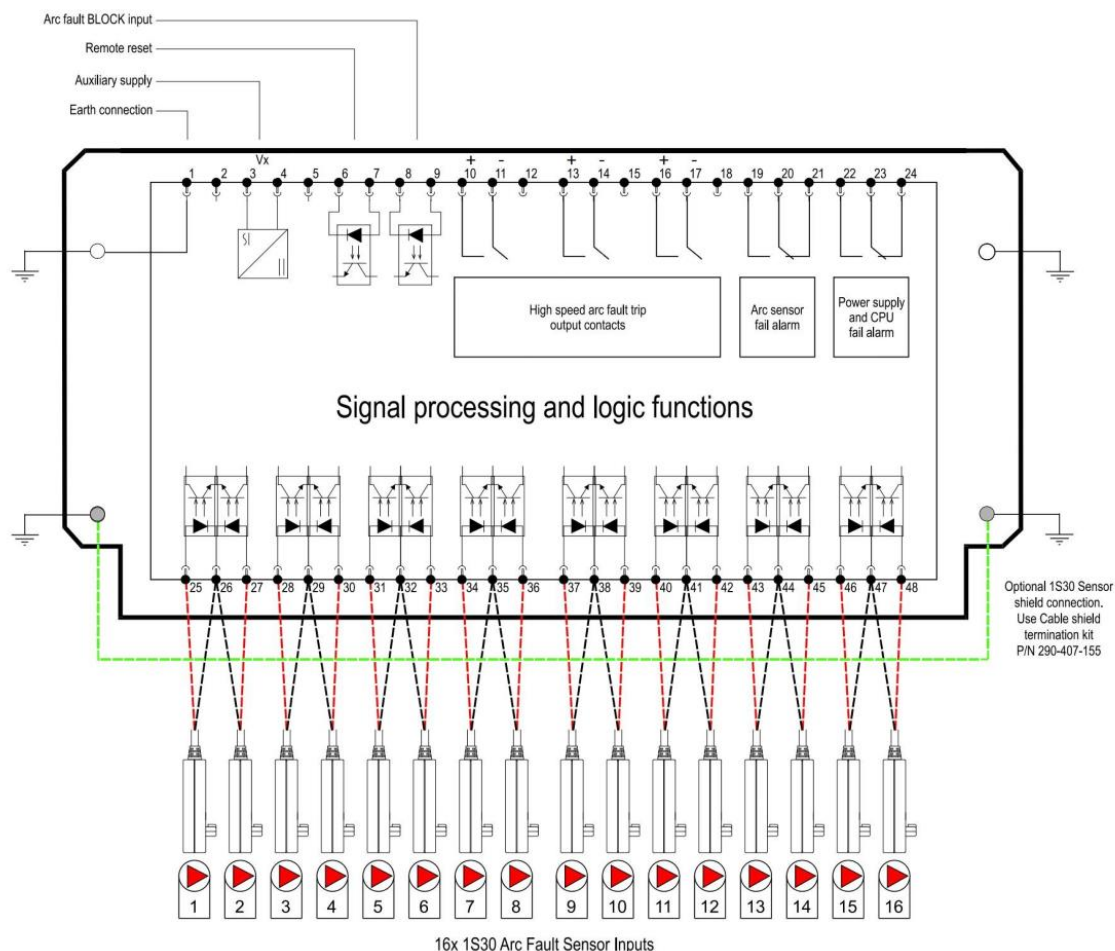 Arc fault BLOCK input
Remote reset
Auxiliary supply
Earth connection
Vx
+ - + - + -
1 2 3 4 5 6 7 8 9 10 11 12 13 14 15 16 17 18 19 20 21 22 23 24
High speed arc fault trip
output contacts
Arc sensor
fail alarm
Power supply
and CPU
fail alarm
Signal processing and logic functions
25 26 27 28 29 30 31 32 33 34 35 36 37 38 39 40 41 42 43 44 45 46 47 48
Optional 1S30 Sensor
shield connection.
Use Cable shield
termination kit
P/N 290-407-155
1 2 3 4 5 6 7 8 9 10 11 12 13 14 15 16
16x 1S30 Arc Fault Sensor Inputs